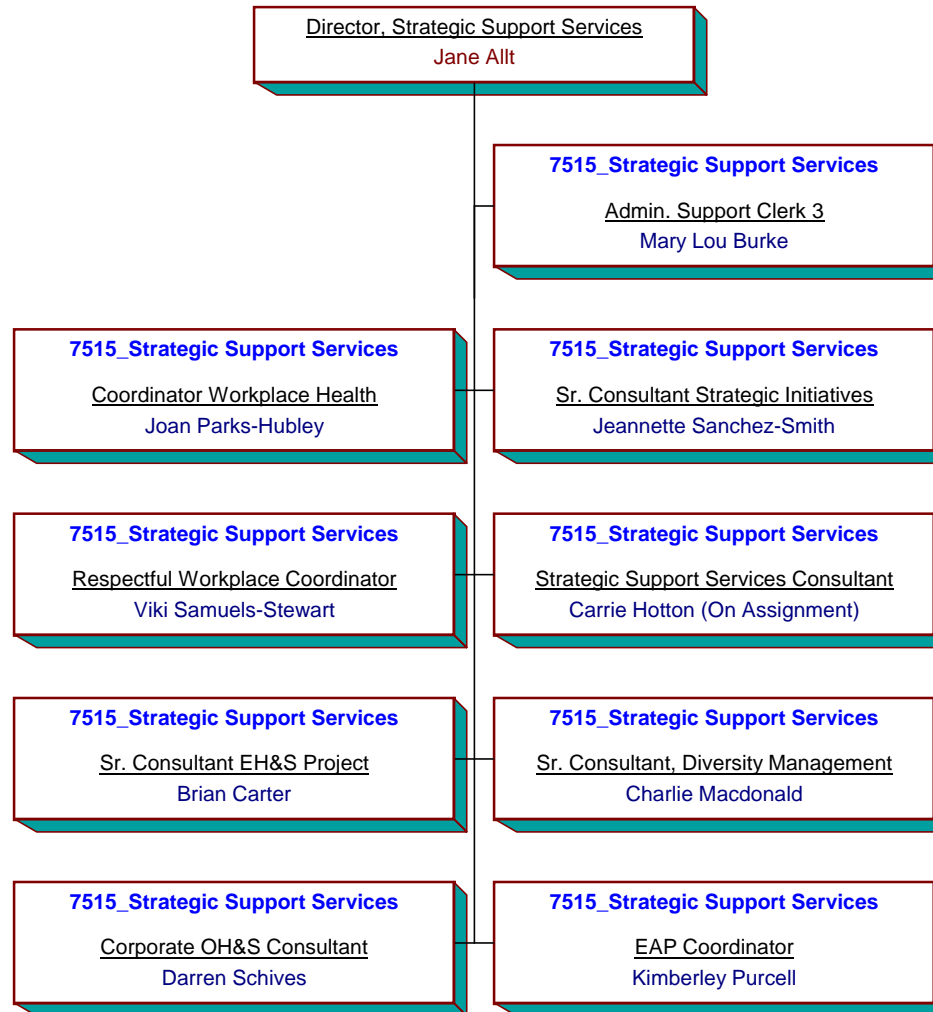 Director, Strategic Support Services
Jane Allt
7515_Strategic Support Services
Admin. Support Clerk 3
Mary Lou Burke
7515_Strategic Support Services
Coordinator Workplace Health
Joan Parks-Hubley
7515_Strategic Support Services
Sr. Consultant Strategic Initiatives
Jeannette Sanchez-Smith
7515_Strategic Support Services
Respectful Workplace Coordinator
Viki Samuels-Stewart
7515_Strategic Support Services
Strategic Support Services Consultant
Carrie Hotton (On Assignment)
7515_Strategic Support Services
Sr. Consultant EH&S Project
Brian Carter
7515_Strategic Support Services
Sr. Consultant, Diversity Management
Charlie Macdonald
7515_Strategic Support Services
Corporate OH&S Consultant
Darren Schives
7515_Strategic Support Services
EAP Coordinator
Kimberley Purcell